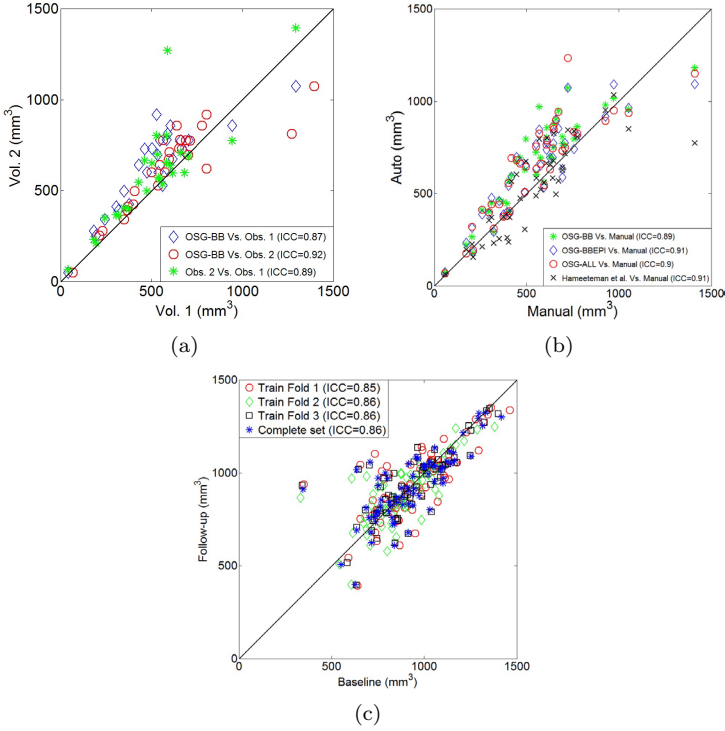 1500
1000
500
0
Vol. 2 (mm3)
OSG-BB Vs. Obs. 1 (ICC=0.87)
OSG-BB Vs. Obs. 2 (ICC=0.92)
Obs. 2 Vs. Obs. 1 (ICC=0.89)
0 500 1000 1500
Vol. 1 (mm3)
(a)
1500
1000
500
0
Auto (mm3)
OSG-BB Vs. Manual (ICC=0.89)
OSG-BBEPI Vs. Manual (ICC=0.91)
OSG-ALL Vs. Manual (ICC=0.9)
Hameeteman et al. Vs. Manual (ICC=0.91)
0 500 1000 1500
Manual (mm3)
(b)
1500
1000
500
0
Follow-up (mm3)
Train Fold 1 (ICC=0.85)
Train Fold 2 (ICC=0.86)
Train Fold 3 (ICC=0.86)
Complete set (ICC=0.86)
0 500 1000 1500
Baseline (mm3)
(c)